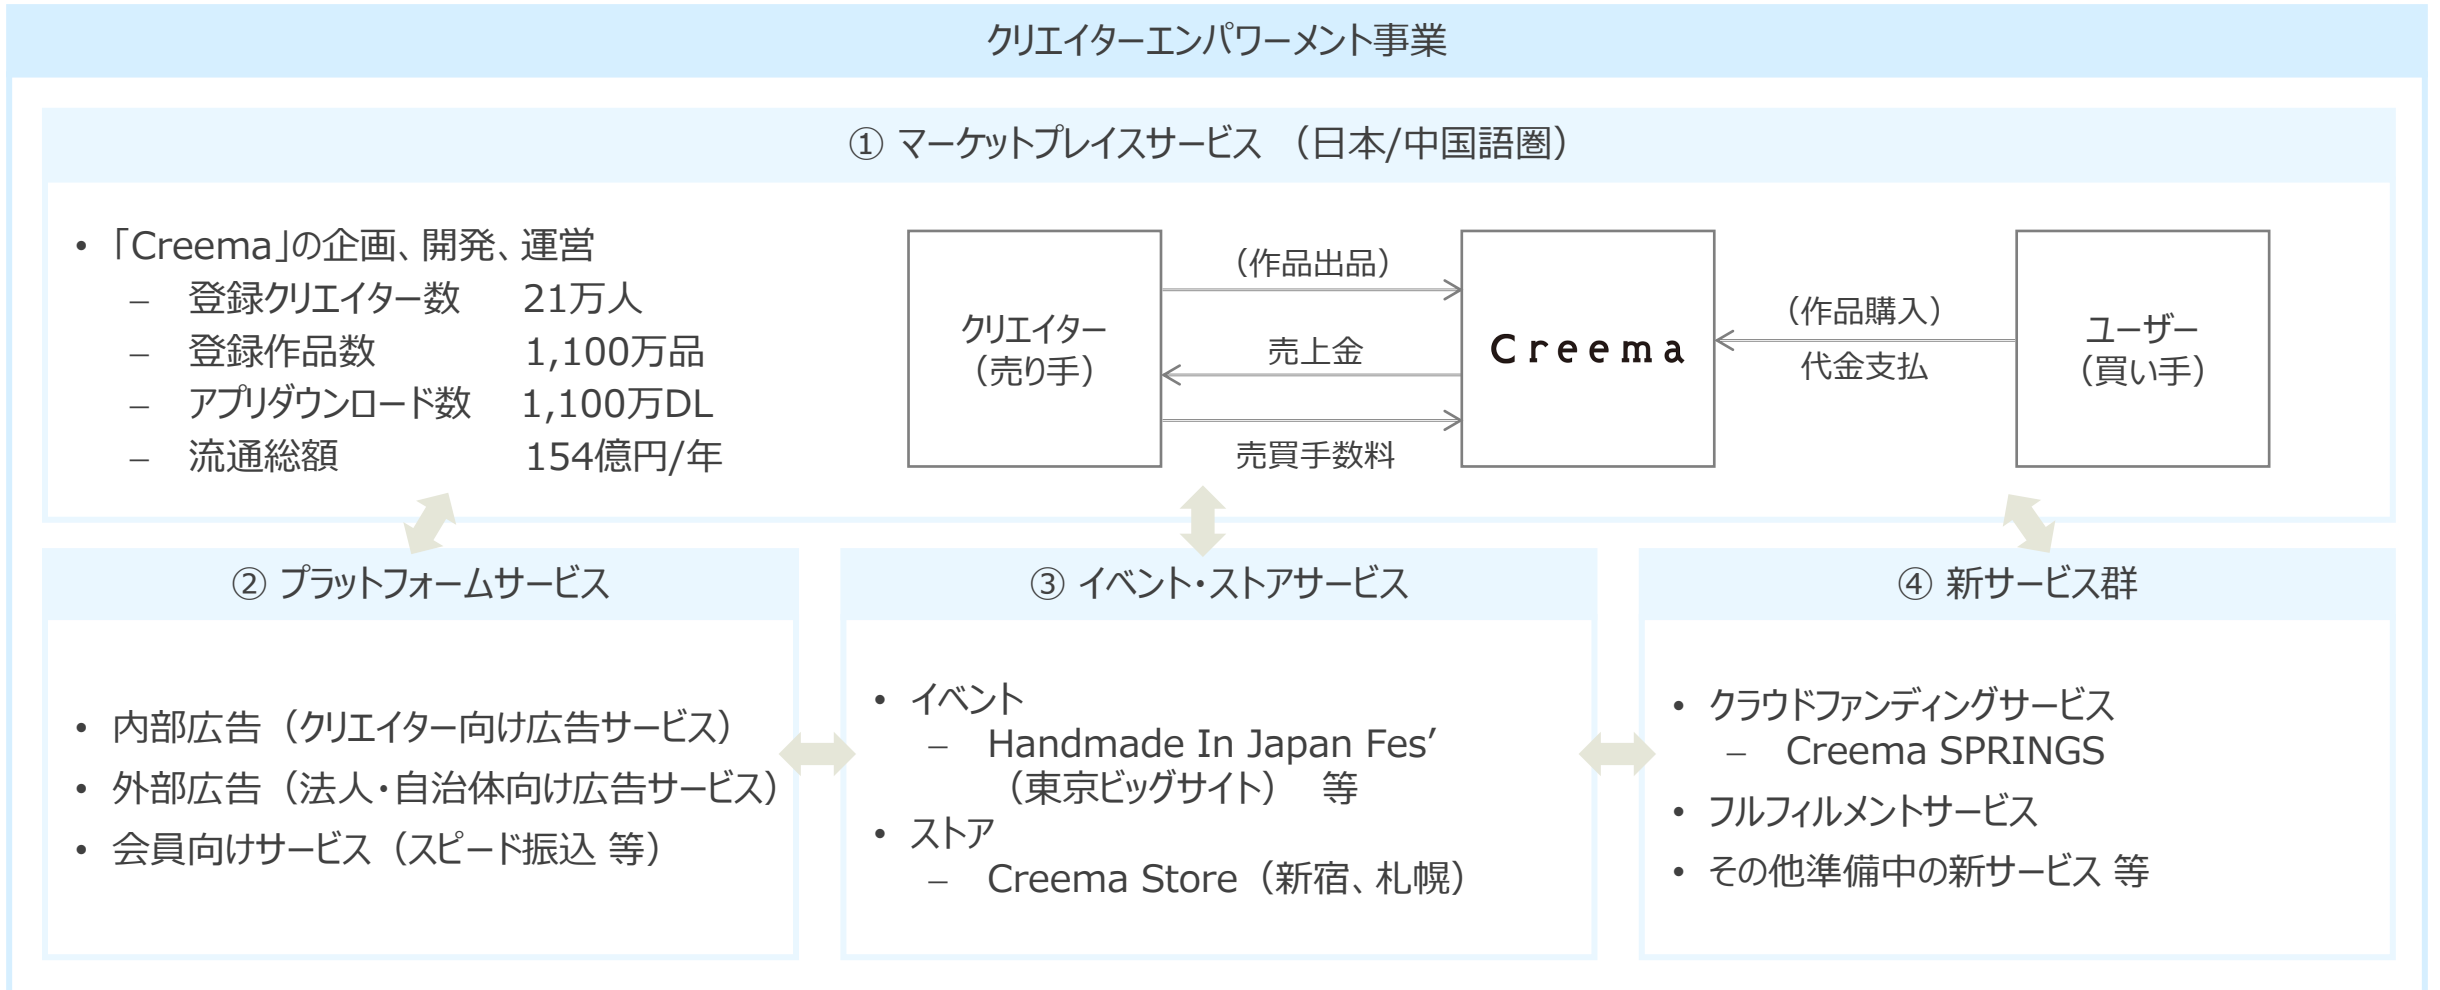 クリエイターエンパワーメント事業
① マーケットプレイスサービス （日本/中国語圏）
• 「Creema」の企画、開発、運営
– 登録クリエイター数 21万人
– 登録作品数 1,100万品
– アプリダウンロード数 1,100万DL
– 流通総額 154億円/年
クリエイター
（売り手）
（作品出品）
売上金
売買手数料
Creema
（作品購入）
代金支払
ユーザー
（買い手）
② プラットフォームサービス
• 内部広告（クリエイター向け広告サービス）
• 外部広告（法人・自治体向け広告サービス）
• 会員向けサービス（スピード振込 等）
③ イベント・ストアサービス
• イベント
– Handmade In Japan Fes’
（東京ビッグサイト） 等
• ストア
– Creema Store（新宿、札幌）
④ 新サービス群
• クラウドファンディングサービス
– Creema SPRINGS
• フルフィルメントサービス
• その他準備中の新サービス 等